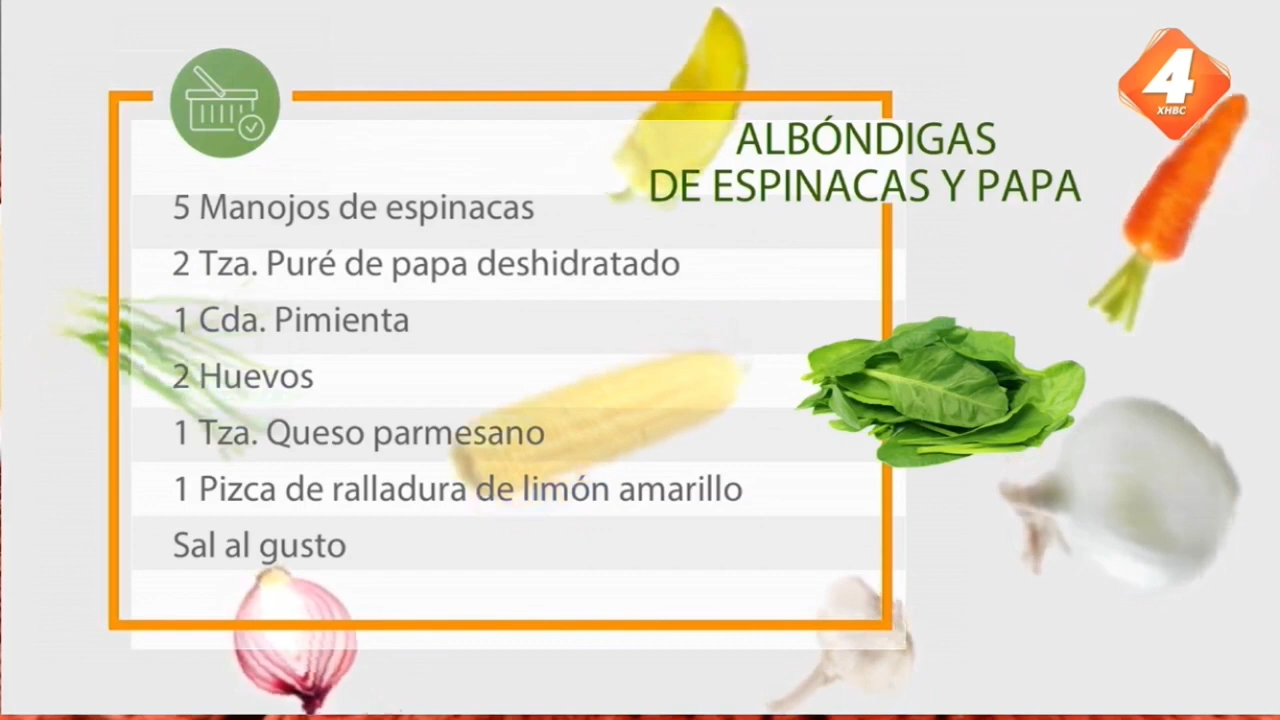 4
XHBC
ALBÓNDIGAS
DE ESPINACAS Y PAPA
5 Manojos de espinacas
2 Tza. Puré de papa deshidratado
1 Cda. Pimienta
2 Huevos
1 Tza. Queso parmesano
1 Pizca de ralladura de limón amarillo
Sal al gusto